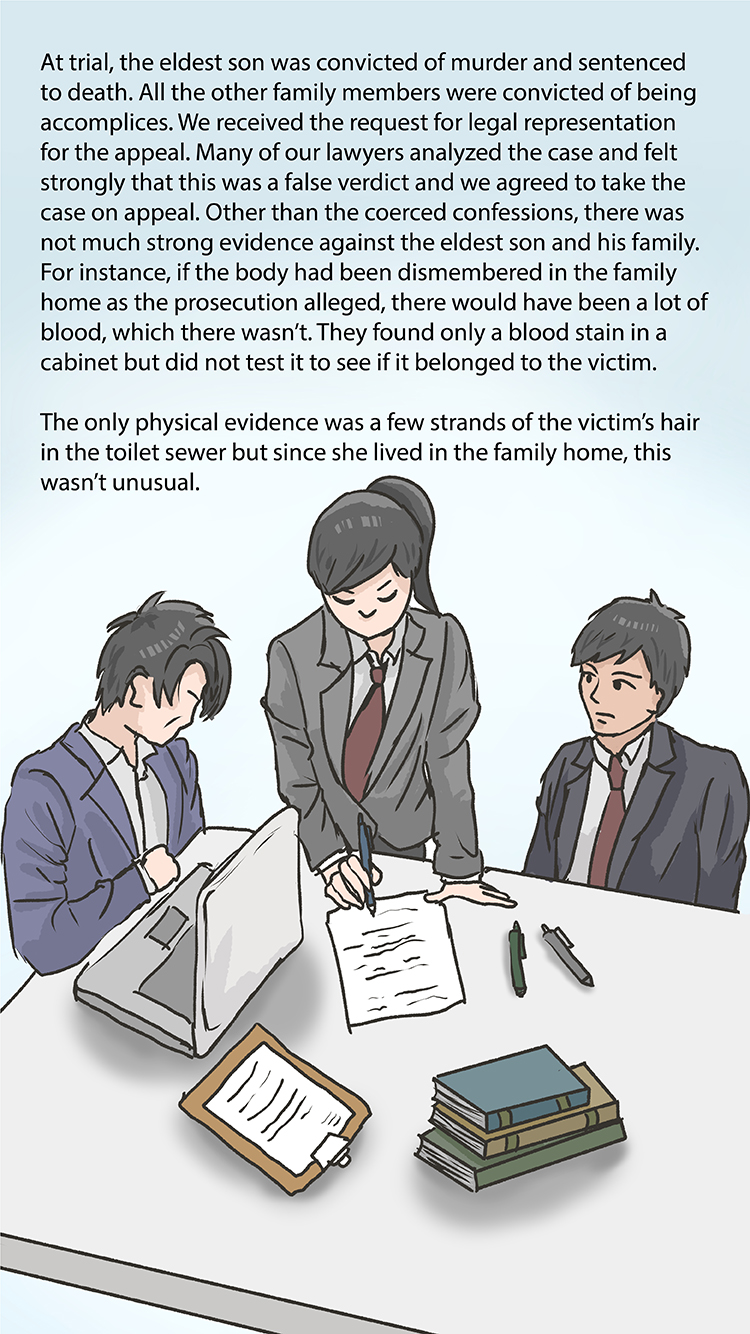 At trial, the eldest son was convicted of murder and sentenced
to death. All the other family members were convicted of being
accomplices. We received the request for legal representation
for the appeal. Many of our lawyers analyzed the case and felt
strongly that this was a false verdict and we agreed to take the
case on appeal. Other than the coerced confessions, there was
not much strong evidence against the eldest son and his family.
For instance, if the body had been dismembered in the family
home as the prosecution alleged, there would have been a lot of
blood, which there wasn’t. They found only a blood stain in a
cabinet but did not test it to see if it belonged to the victim.
The only physical evidence was a few strands of the victim’s hair
in the toilet sewer but since she lived in the family home, this
wasn’t unusual.